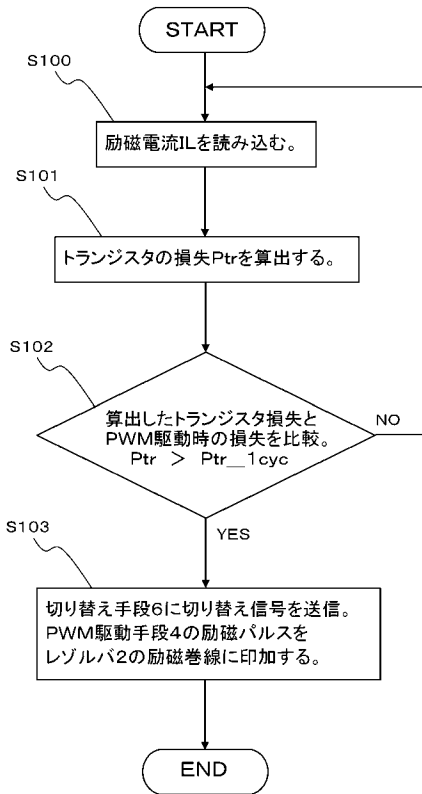 START
S100
励磁電流ILを読み込む。
S101
トランジスタの損失Ptrを算出する。
S102
算出したトランジスタ損失と
PWM駆動時の損失を比較。
Ptr > Ptr__1cyc
NO
YES
S103
切り替え手段6に切り替え信号を送信。
PWM駆動手段4の励磁パルスを
レゾルバ2の励磁巻線に印加する。
END